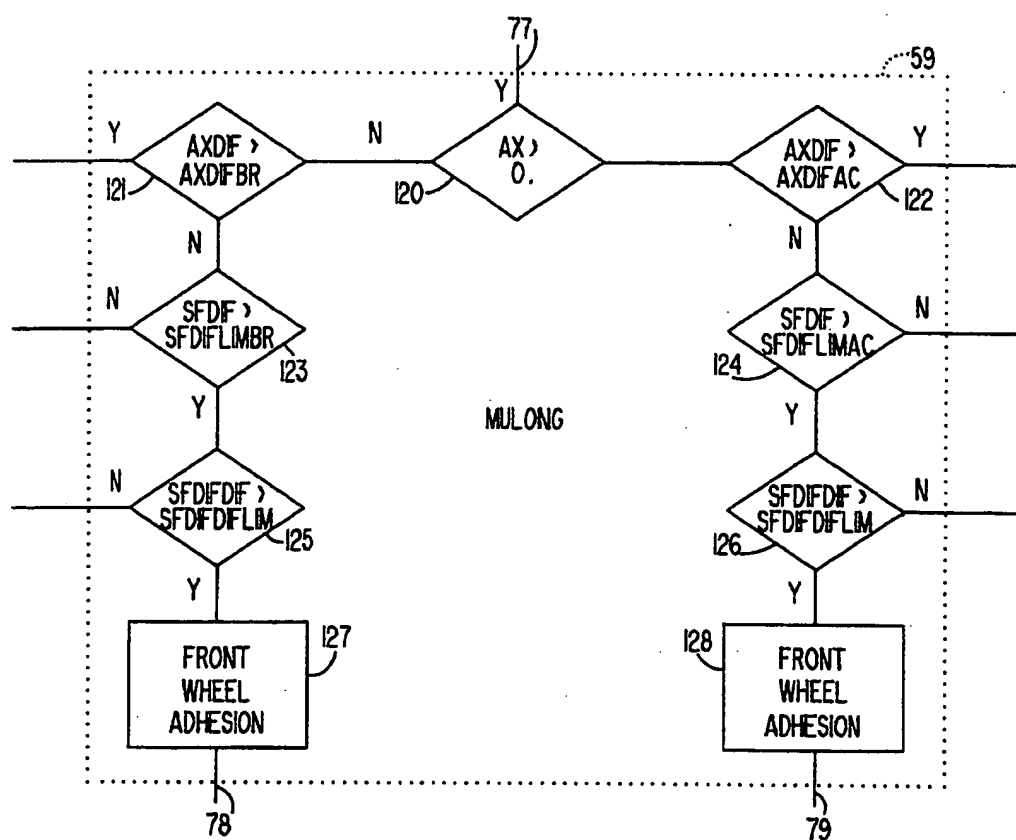 77
59
Y
Y
N
Y
AXDIF >
AXDIFBR
AX >
0.
AXDIF >
AXDIFAC
121
120
122
N
N
N
SFDIF >
SFDIFLIMBR
SFDIF >
SFDIFLIMAC
N
123
124
Y
MULONG
Y
N
SFDIFDIF >
SFDIFDIFLIM
SFDIFDIF >
SFDIFDIFLIM
N
125
126
Y
Y
127
128
FRONT
WHEEL
ADHESION
FRONT
WHEEL
ADHESION
78
79